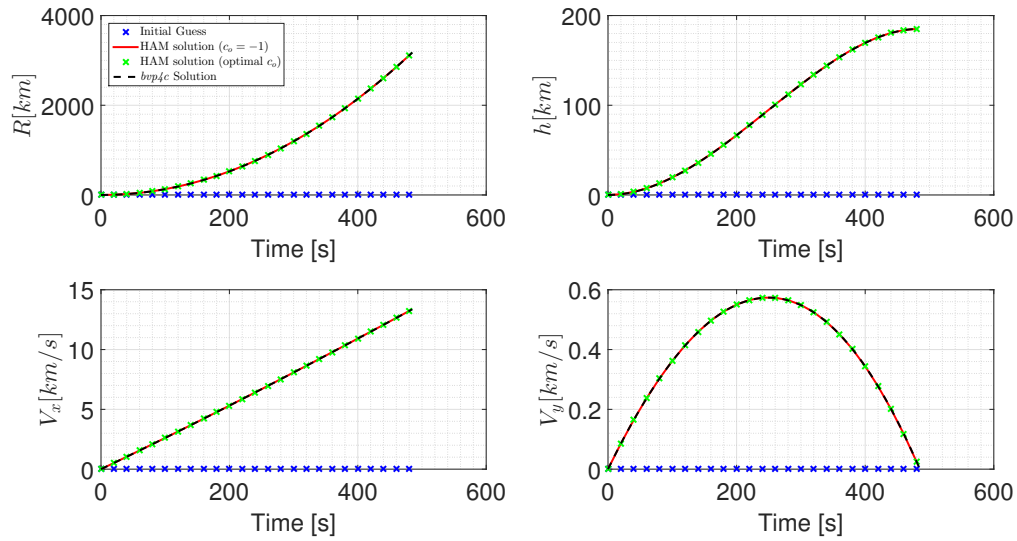 4000
2000
0
R[km]
0 200 400 600
Time [s]
Initial Guess
HAM solution (c_o = −1)
HAM solution (optimal c_o)
bvp4c Solution
200
100
0
h[km]
0 200 400 600
Time [s]
15
10
5
0
V_x[km/s]
0 200 400 600
Time [s]
0.6
0.4
0.2
0
V_y[km/s]
0 200 400 600
Time [s]